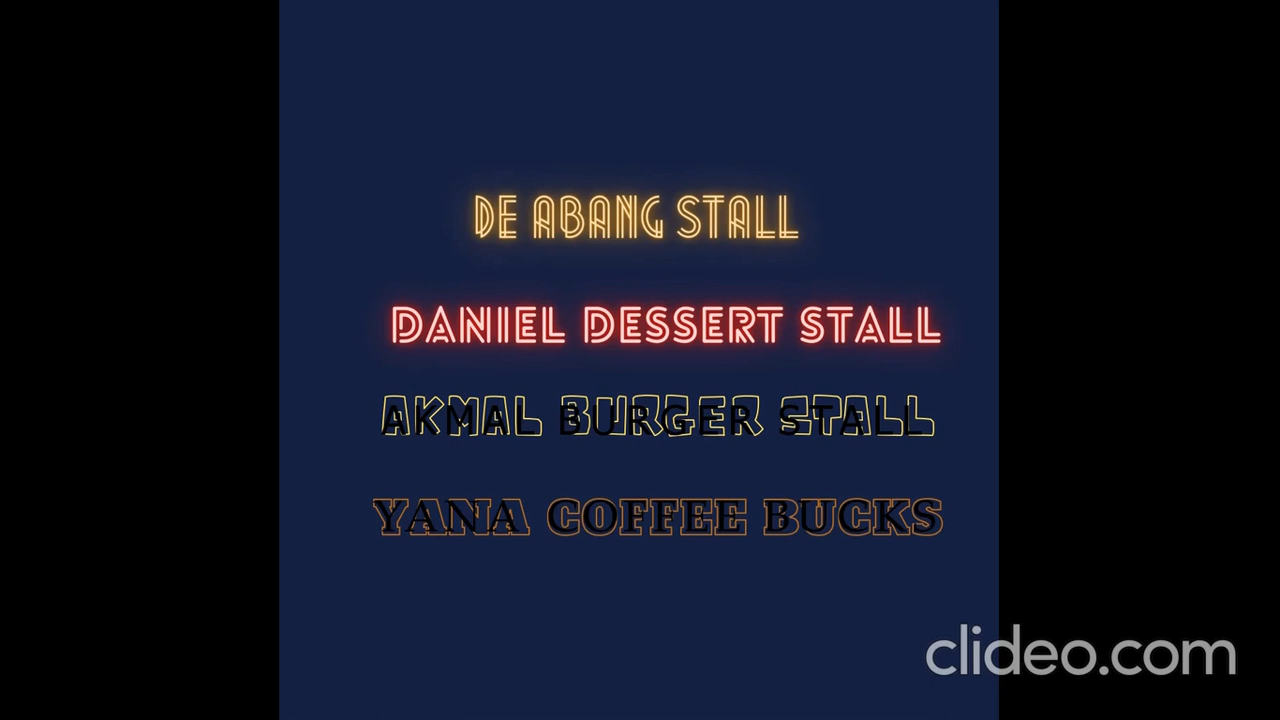 DE ABANG STALL
DANIEL DESSERT STALL
AKMAL BURGER STALL
YANA COFFEE BUCKS
clideo.com